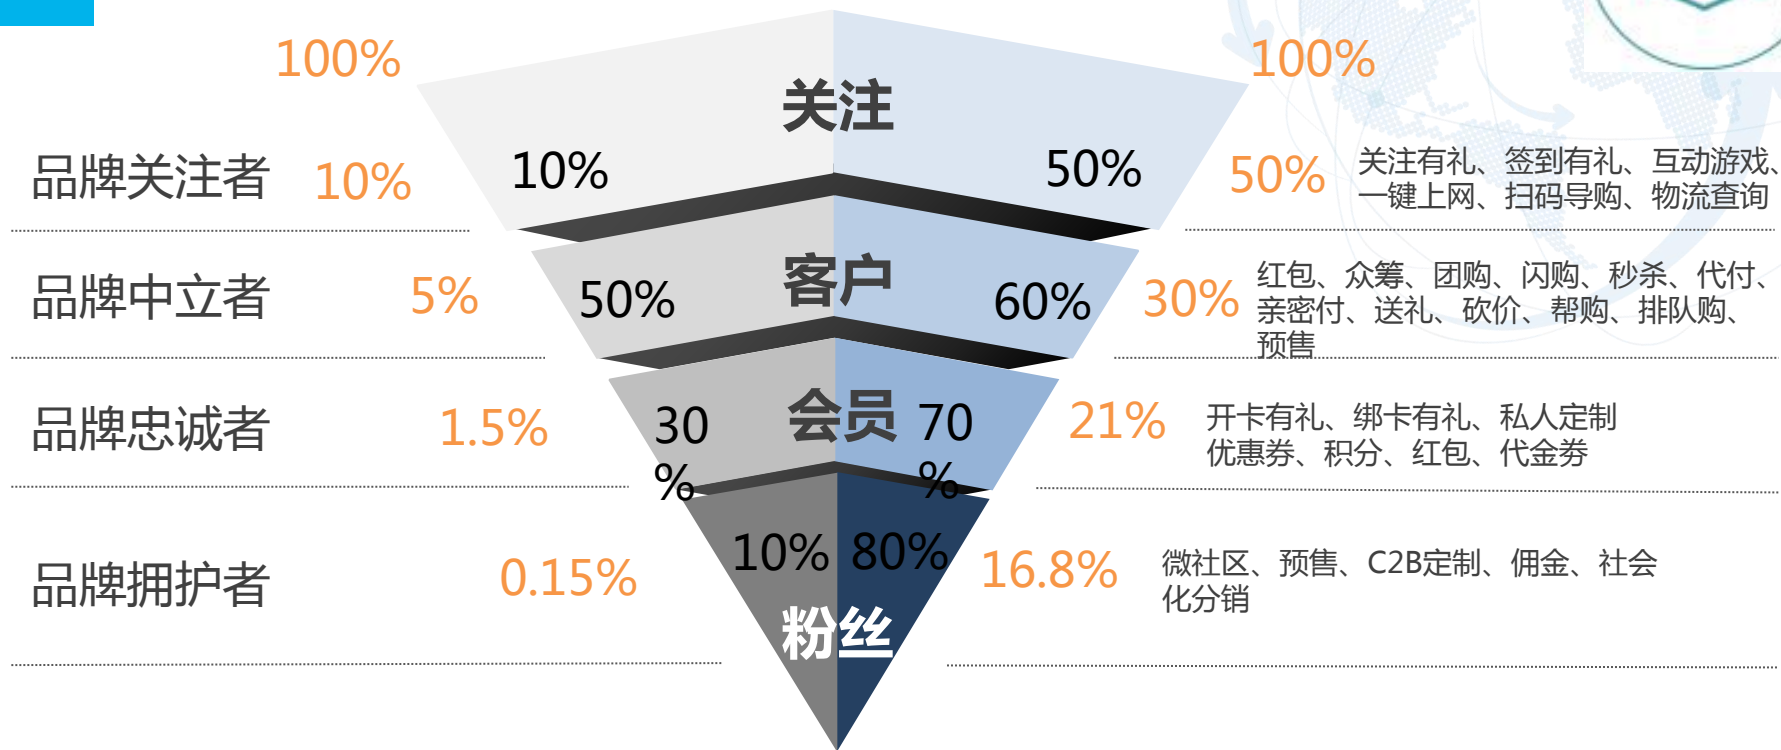 100%
关注
100%
品牌关注者
10%
10%
50%
50%
关注有礼、签到有礼、互动游戏、
一键上网、扫码导购、物流查询
品牌中立者
5%
50%
客户
60%
30%
红包、众筹、团购、闪购、秒杀、代付、
亲密付、送礼、砍价、帮购、排队购、
预售
品牌忠诚者
1.5%
30
%
会员
70
%
21%
开卡有礼、绑卡有礼、私人定制
优惠券、积分、红包、代金劵
品牌拥护者
0.15%
10%
80%
16.8%
微社区、预售、C2B定制、佣金、社会
化分销
粉丝